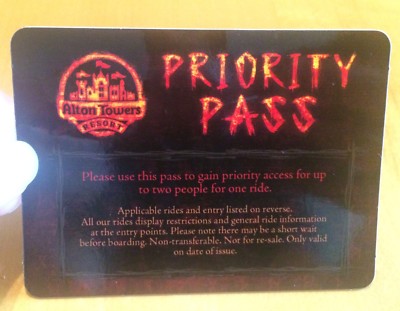 Alton Towers
RESORT
PRIORITY
PASS
Please use this pass to gain priority access for up
to two people for one ride.
Applicable rides and entry listed on reverse.
All our rides display restrictions and general ride information
at the entry points. Please note there may be a short wait
before boarding. Non-transferable. Not for re-sale. Only valid
on date of issue.